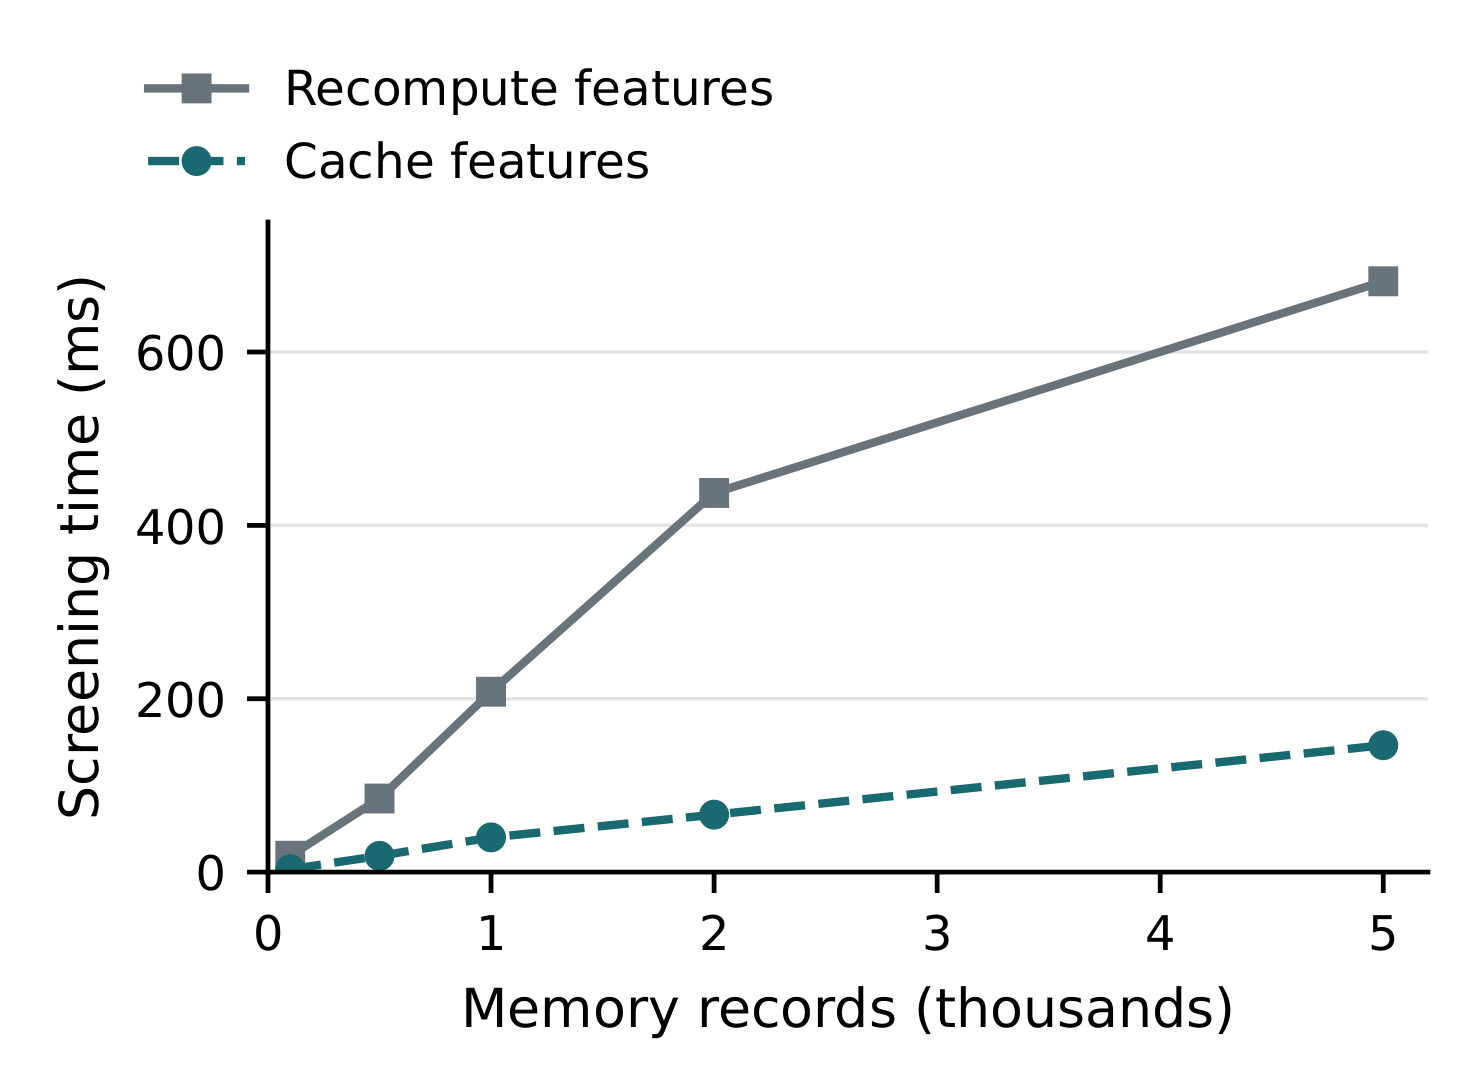 Recompute features
Cache features
Screening time (ms)
600
400
200
0
0 1 2 3 4 5
Memory records (thousands)